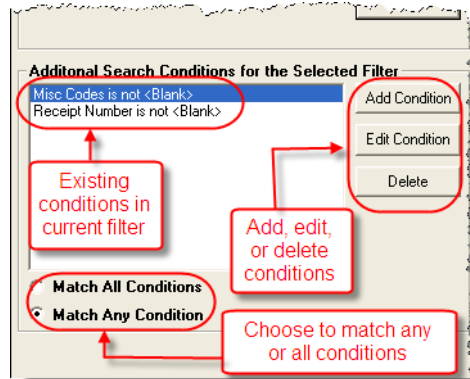 Additonal Search Conditions for the Selected Filter
Misc Codes is not <Blank>
Receipt Number is not <Blank>
Add Condition
Edit Condition
Delete
Existing
conditions in
current filter
Add, edit,
or delete
conditions
Match All Conditions
Match Any Condition
Choose to match any
or all conditions